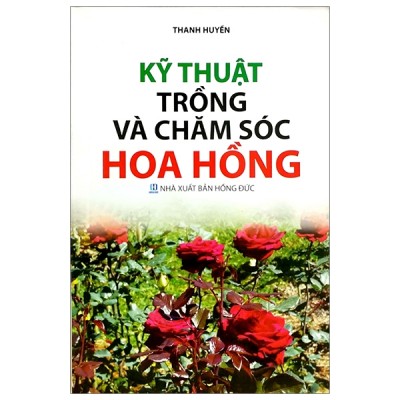 THANH HUYỀN
KỸ THUẬT
TRỒNG
VÀ CHĂM SÓC
HOA HỒNG
NHÀ XUẤT BẢN HỒNG ĐỨC